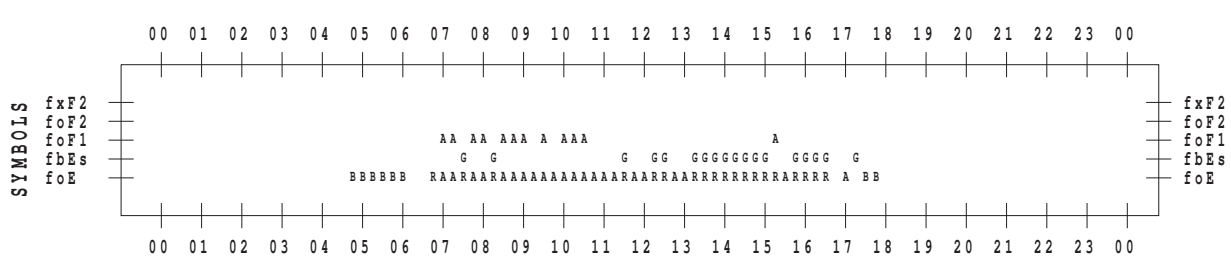 00 01 02 03 04 05 06 07 08 09 10 11 12 13 14 15 16 17 18 19 20 21 22 23 00
SYMBOLS
fxF2 fxF2
foF2 foF2
foF1 AA AA AAA A AAA A foF1
fbEs G G G GG GGGGGGGG GGGG G fbEs
foE BBBBBB RAARAARAAAAAAAAAAAARAARRAARRRRRRRRRARRRR A BB foE
00 01 02 03 04 05 06 07 08 09 10 11 12 13 14 15 16 17 18 19 20 21 22 23 00